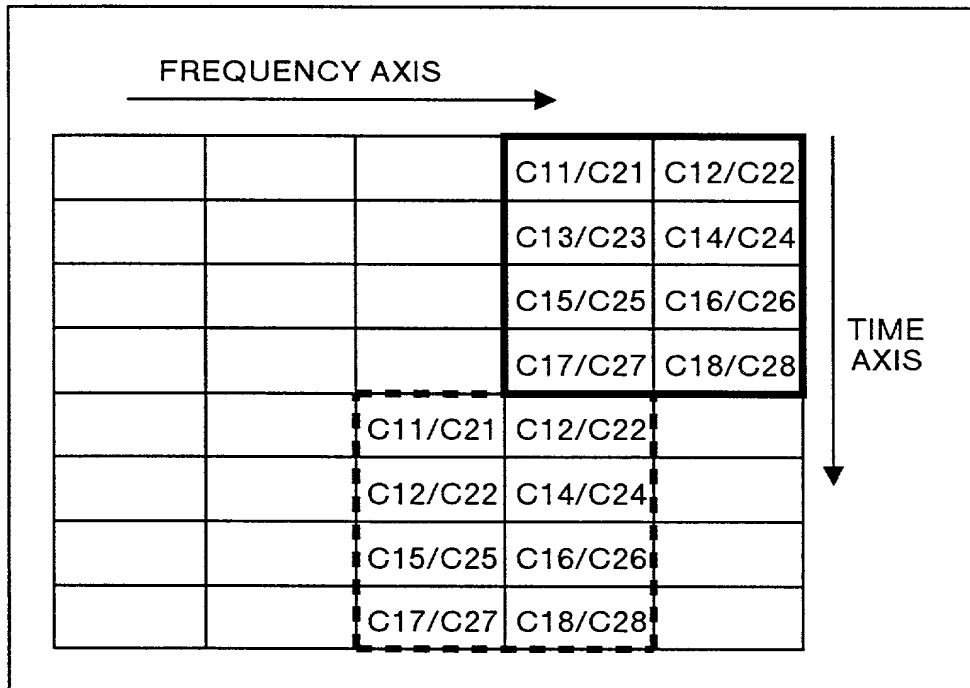 FREQUENCY AXIS
C11/C21 C12/C22
C13/C23 C14/C24
C15/C25 C16/C26
C17/C27 C18/C28
TIME
AXIS
C11/C21 C12/C22
C12/C22 C14/C24
C15/C25 C16/C26
C17/C27 C18/C28